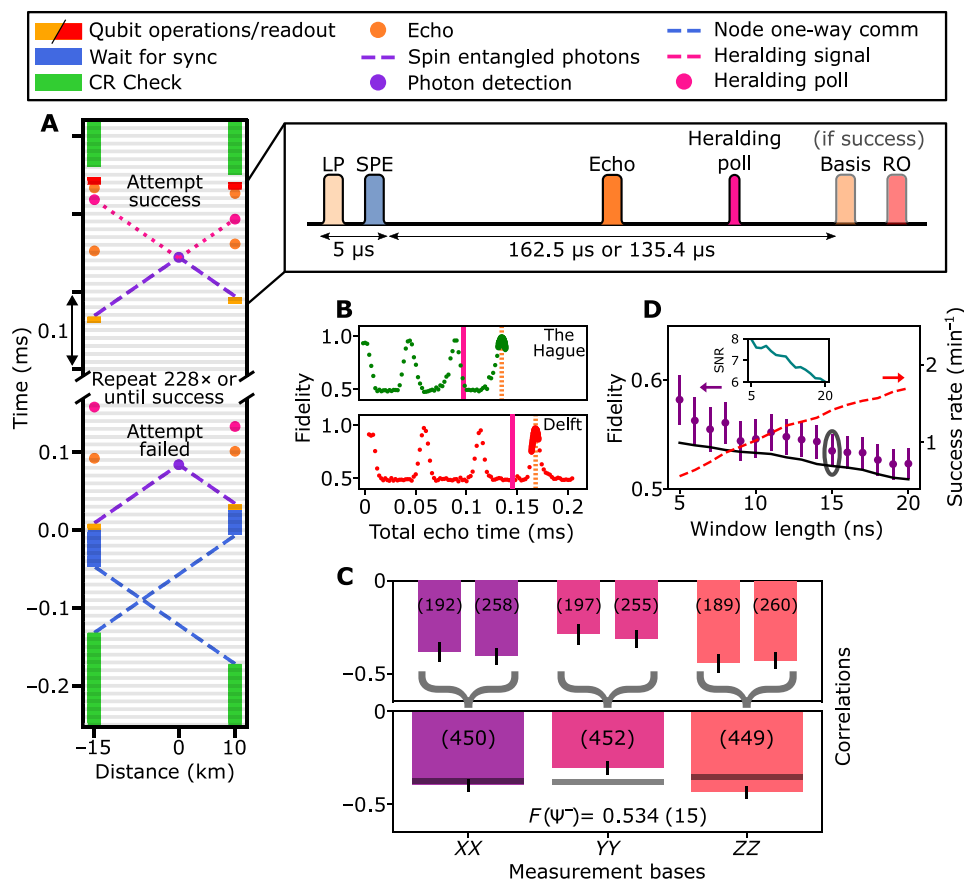 Qubit operations/readout
Wait for sync
CR Check
Echo
Spin entangled photons
Photon detection
Node one-way comm
Heralding signal
Heralding poll
A
Attempt
success
Repeat 228× or
until success
Attempt
failed
Time (ms)
0.1
0.1
0.0
−0.1
−0.2
−15
0
10
Distance (km)
LP
SPE
Echo
Heralding
poll
(if success)
Basis
RO
5 μs
162.5 μs or 135.4 μs
B
The
Hague
Delft
Fidelity
1.0
0.5
1.0
0.5
0
0.05
0.1
0.15
0.2
Total echo time (ms)
D
Fidelity
0.6
0.5
SNR
8
7
6
5
20
2
1
Success rate (min⁻¹)
5
10
15
20
Window length (ns)
C
0
−0.5
(192)
(258)
(197)
(255)
(189)
(260)
0
−0.5
(450)
(452)
(449)
F(Ψ⁻)= 0.534 (15)
Correlations
XX
YY
ZZ
Measurement bases